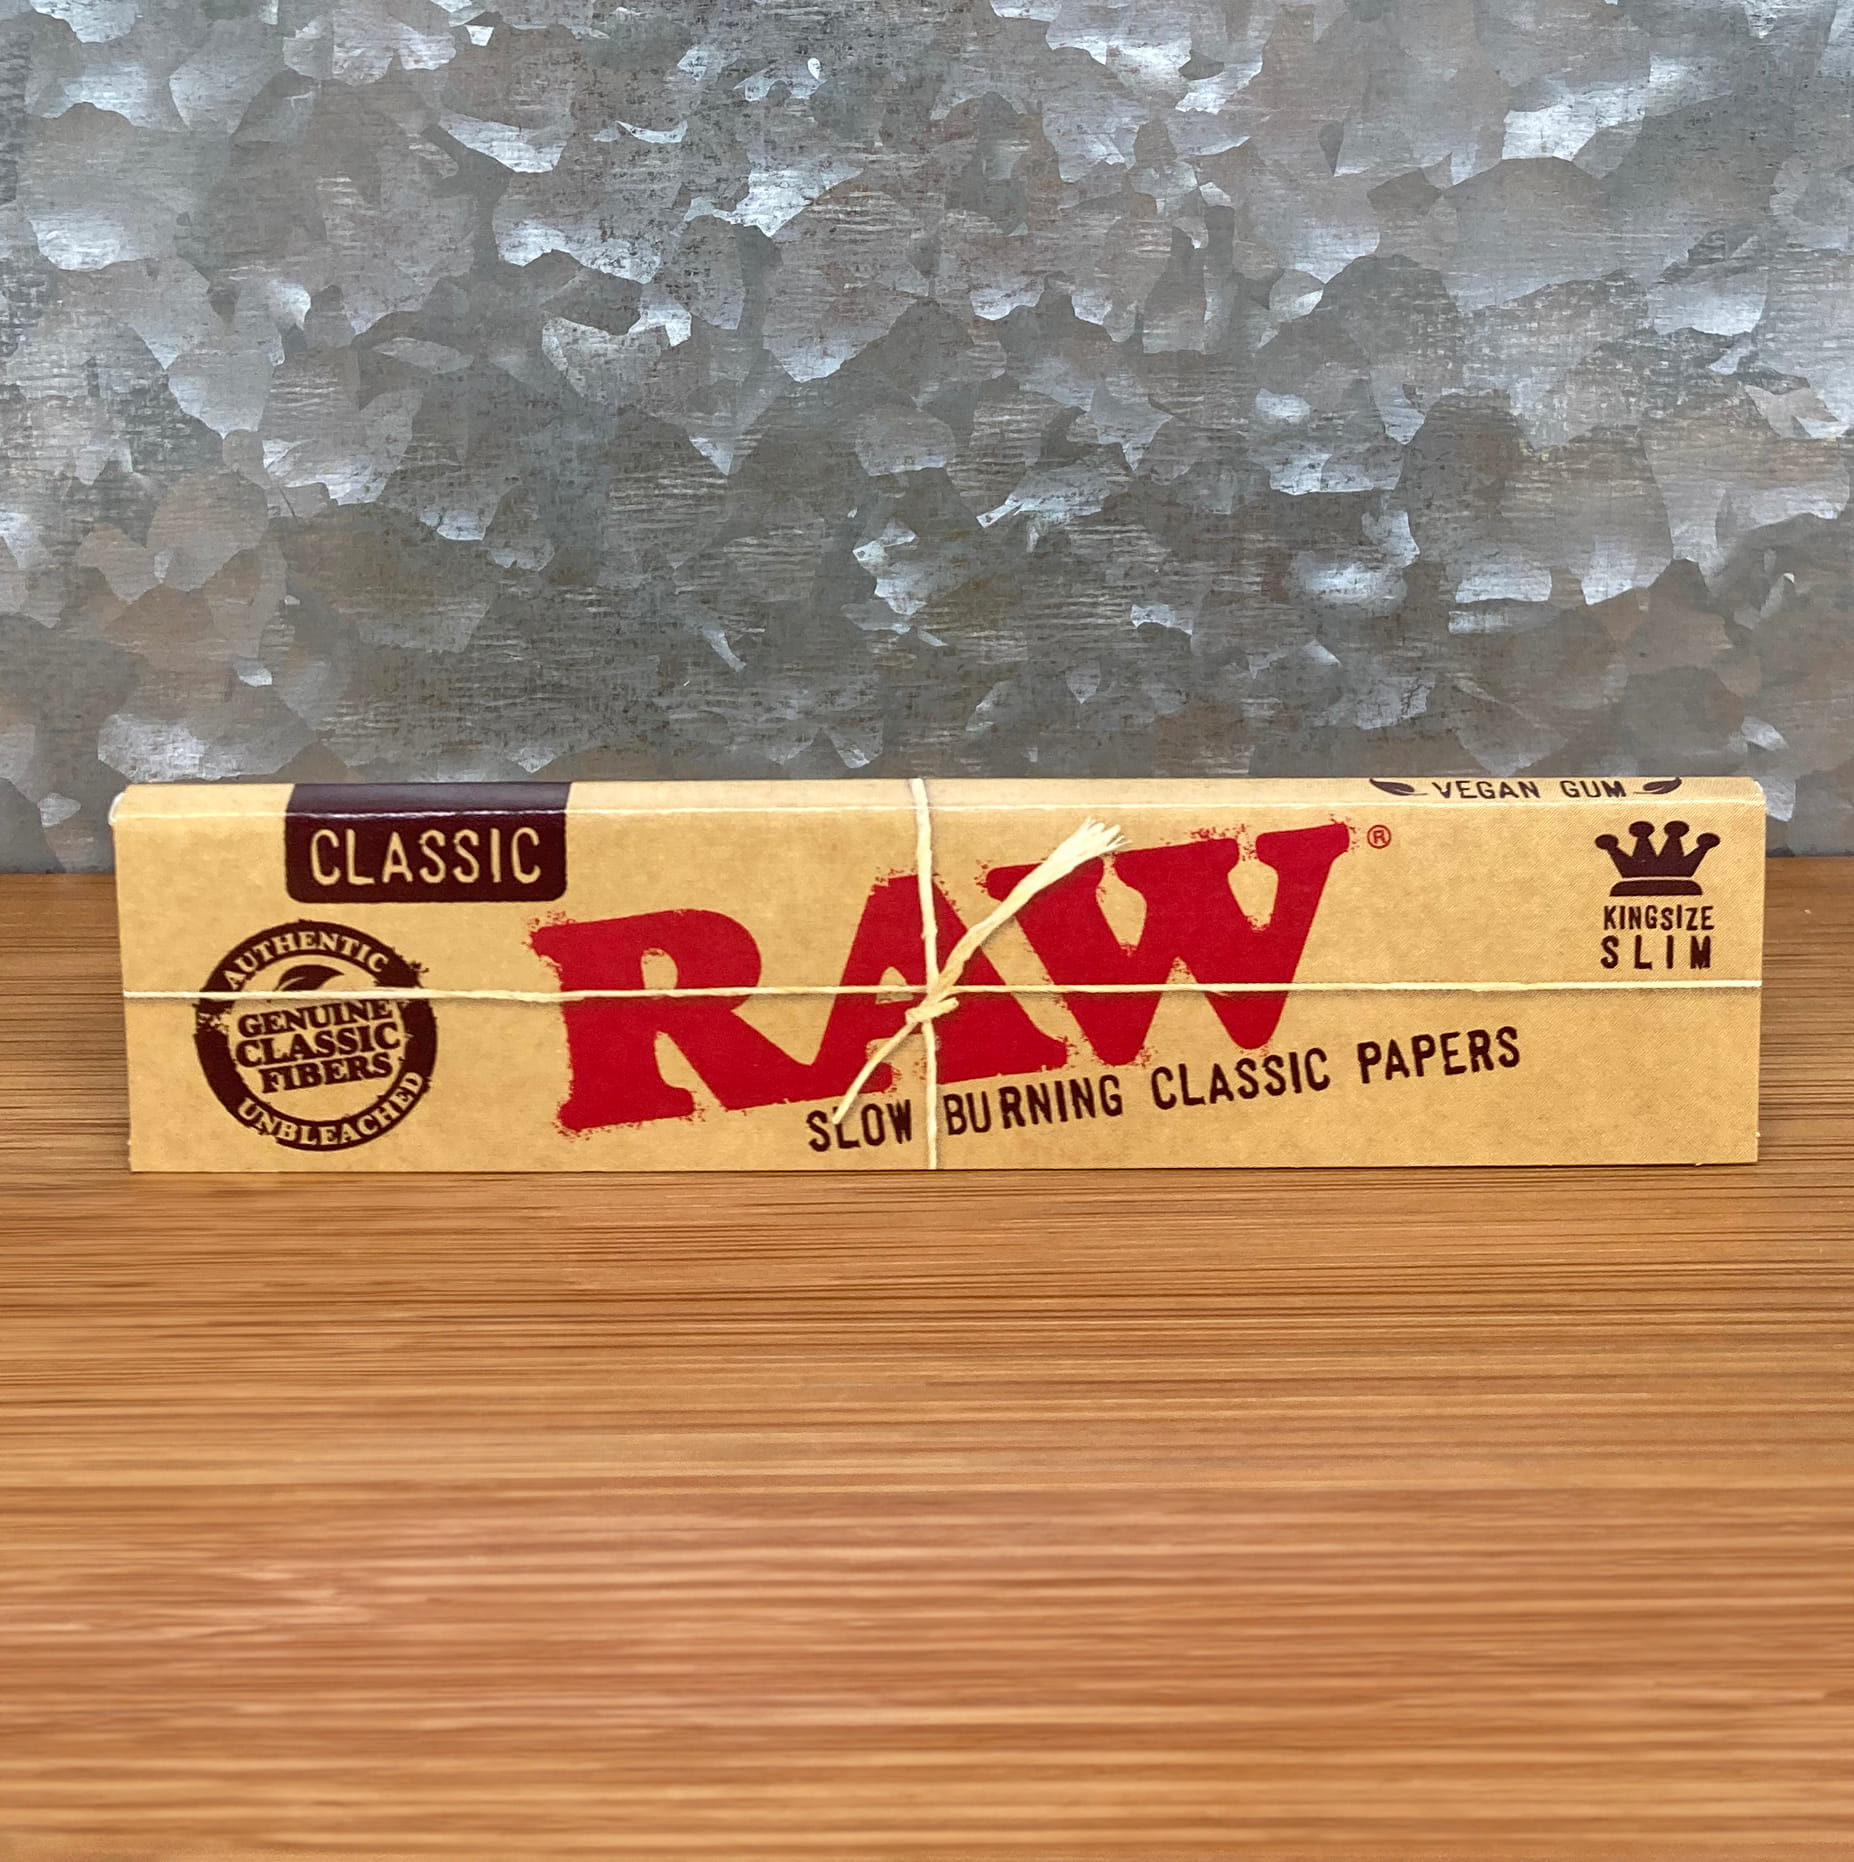 VEGAN GUM
CLASSIC
RAW®
KINGSIZE
SLIM
AUTHENTIC
GENUINE
CLASSIC
FIBERS
UNBLEACHED
SLOW BURNING CLASSIC PAPERS